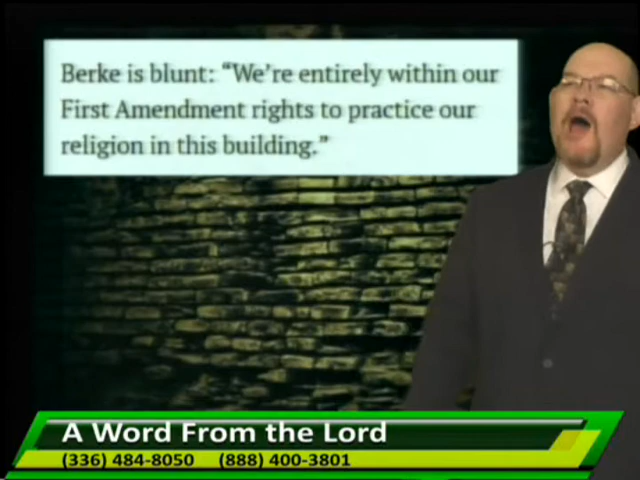 Berke is blunt: “We’re entirely within our
First Amendment rights to practice our
religion in this building.”
A Word From the Lord
(336) 484-8050 (888) 400-3801